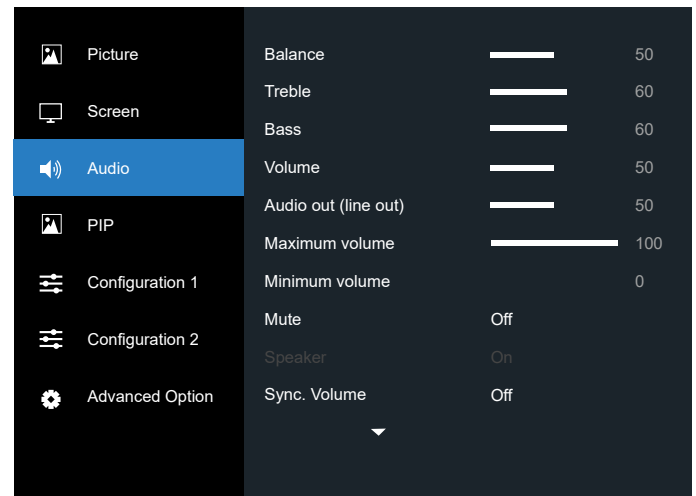 Picture
Screen
Audio
PIP
Configuration 1
Configuration 2
Advanced Option
Balance 50
Treble 60
Bass 60
Volume 50
Audio out (line out) 50
Maximum volume 100
Minimum volume 0
Mute Off
Speaker On
Sync. Volume Off